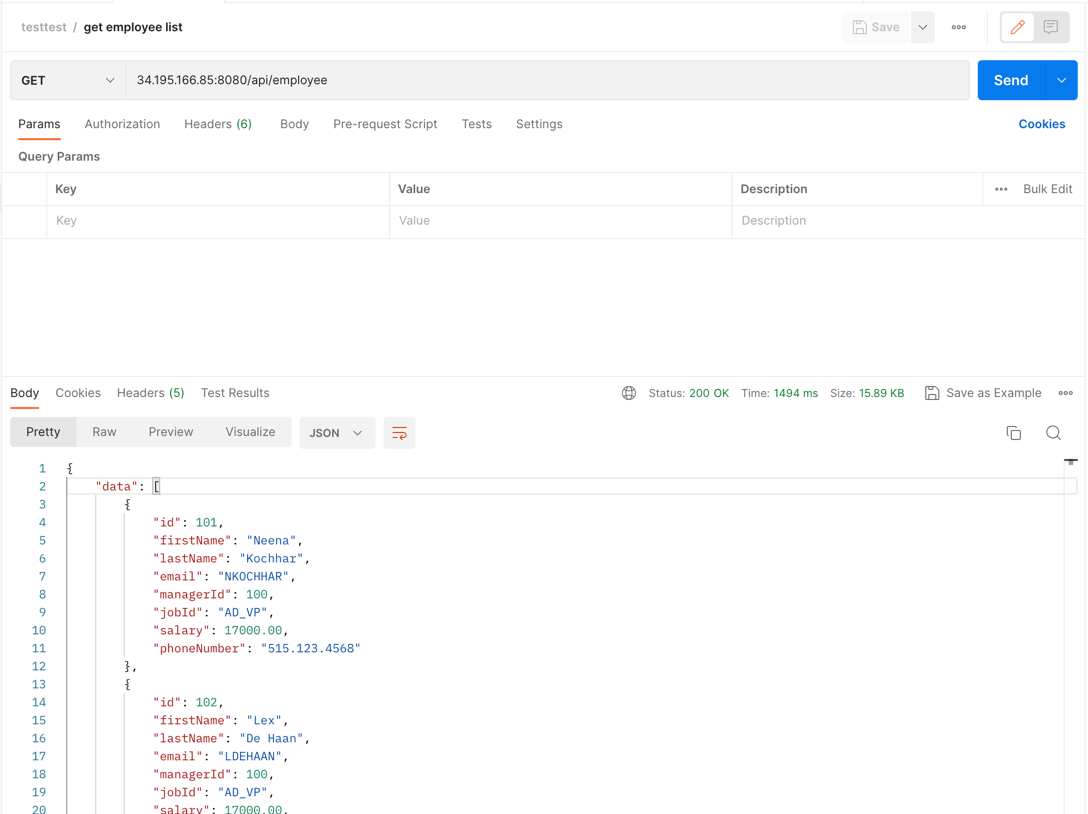 testtest / get employee list
Save
GET 34.195.166.85:8080/api/employee Send
Params Authorization Headers (6) Body Pre-request Script Tests Settings Cookies
Query Params
Key Value Description Bulk Edit
Key Value Description
Body Cookies Headers (5) Test Results Status: 200 OK Time: 1494 ms Size: 15.89 KB Save as Example
Pretty Raw Preview Visualize JSON
1 {
2 "data": [
3 {
4 "id": 101,
5 "firstName": "Neena",
6 "lastName": "Kochhar",
7 "email": "NKOCHHAR",
8 "managerId": 100,
9 "jobId": "AD_VP",
10 "salary": 17000.00,
11 "phoneNumber": "515.123.4568"
12 },
13 {
14 "id": 102,
15 "firstName": "Lex",
16 "lastName": "De Haan",
17 "email": "LDEHAAN",
18 "managerId": 100,
19 "jobId": "AD_VP",
20 "salary": 17000.00,